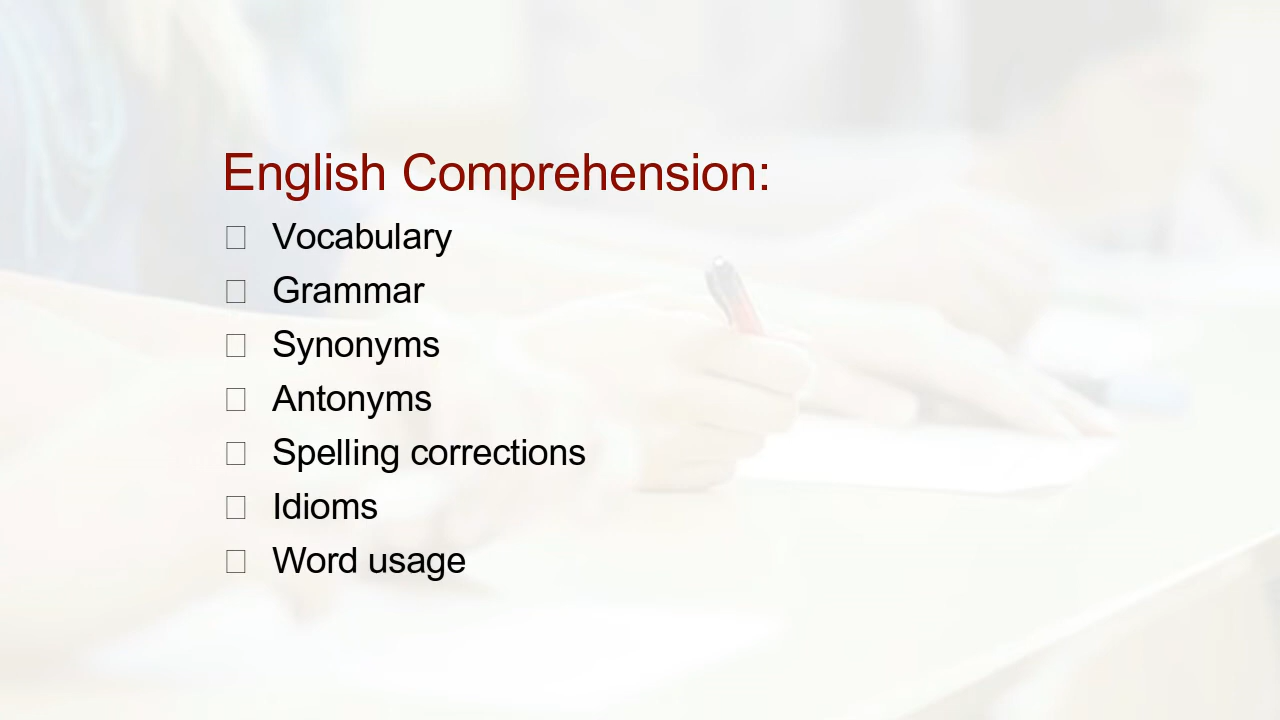 English Comprehension:
Vocabulary
Grammar
Synonyms
Antonyms
Spelling corrections
Idioms
Word usage